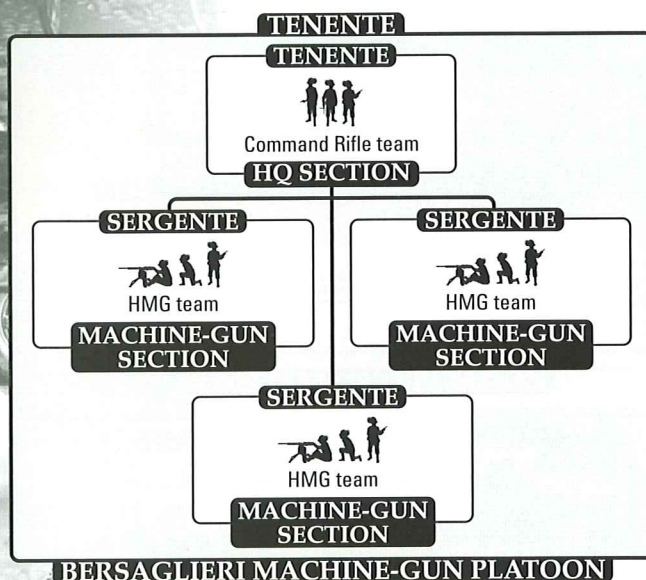 TENENTE
TENENTE
Command Rifle team
HQ SECTION
SERGENTE
HMG team
MACHINE-GUN
SECTION
SERGENTE
HMG team
MACHINE-GUN
SECTION
SERGENTE
HMG team
MACHINE-GUN
SECTION
BERSAGLIERI MACHINE-GUN PLATOON